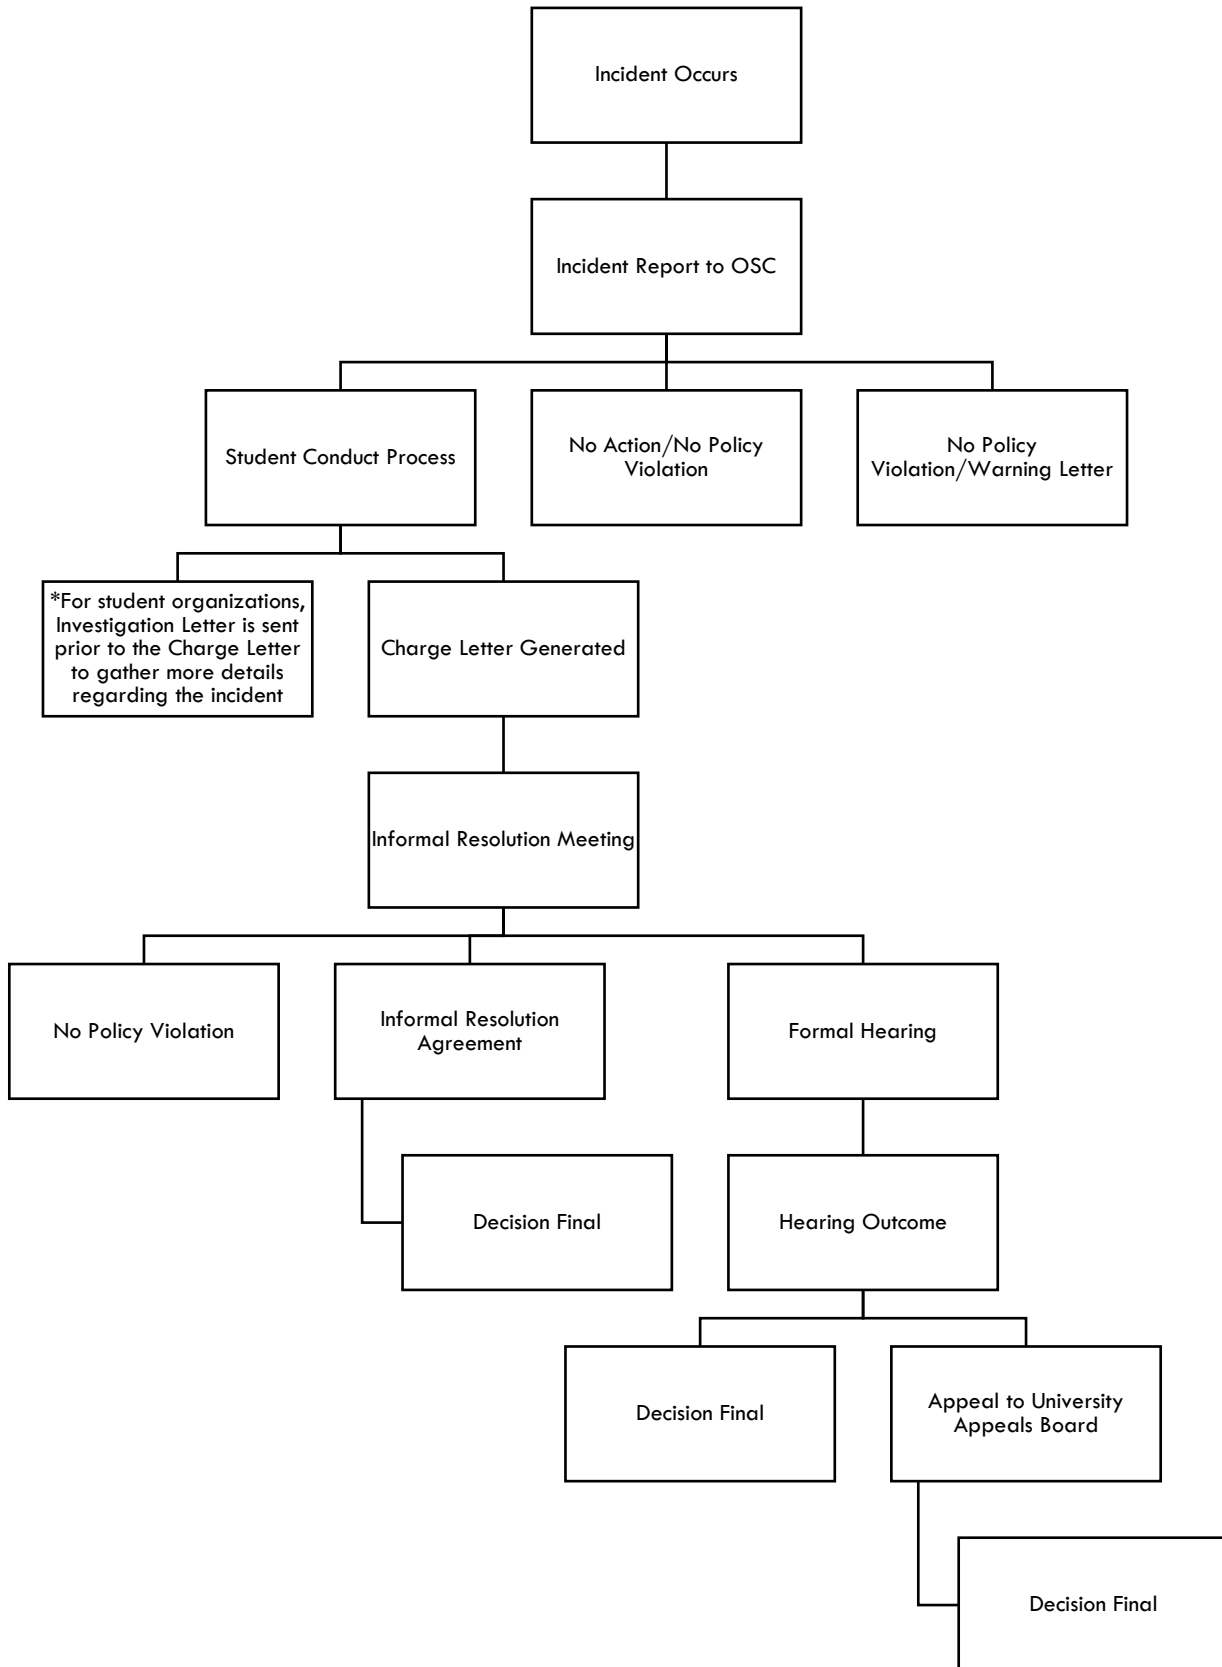 Incident Occurs
Incident Report to OSC
Student Conduct Process
No Action/No Policy
Violation
No Policy
Violation/Warning Letter
*For student organizations,
Investigation Letter is sent
prior to the Charge Letter
to gather more details
regarding the incident
Charge Letter Generated
Informal Resolution Meeting
No Policy Violation
Informal Resolution
Agreement
Formal Hearing
Decision Final
Hearing Outcome
Decision Final
Appeal to University
Appeals Board
Decision Final